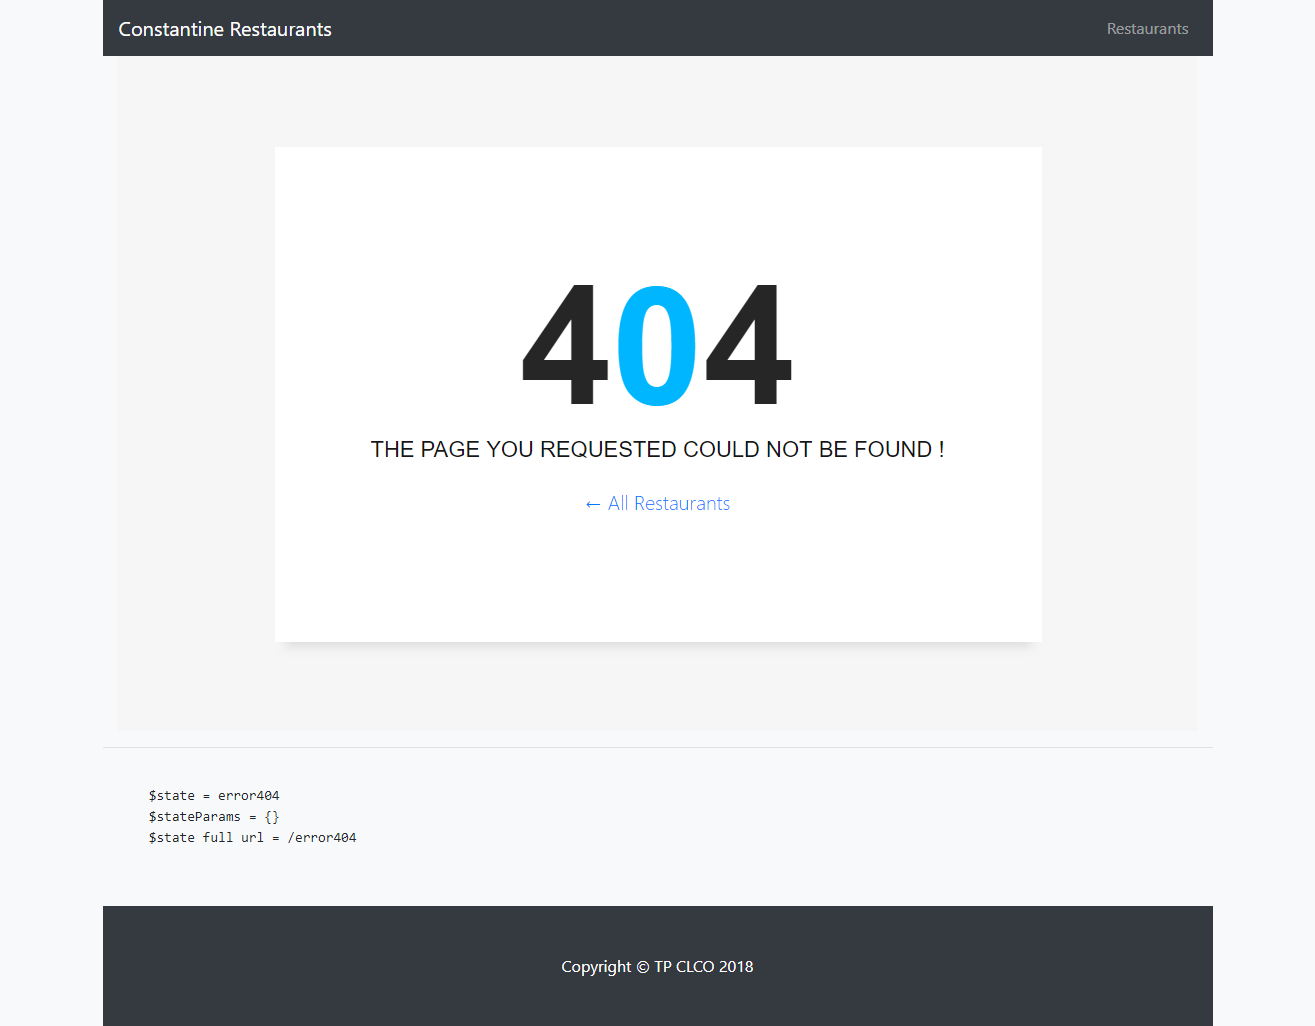 Constantine Restaurants
Restaurants
404
THE PAGE YOU REQUESTED COULD NOT BE FOUND !
← All Restaurants
$state = error404
$stateParams = {}
$state full url = /error404
Copyright © TP CLCO 2018